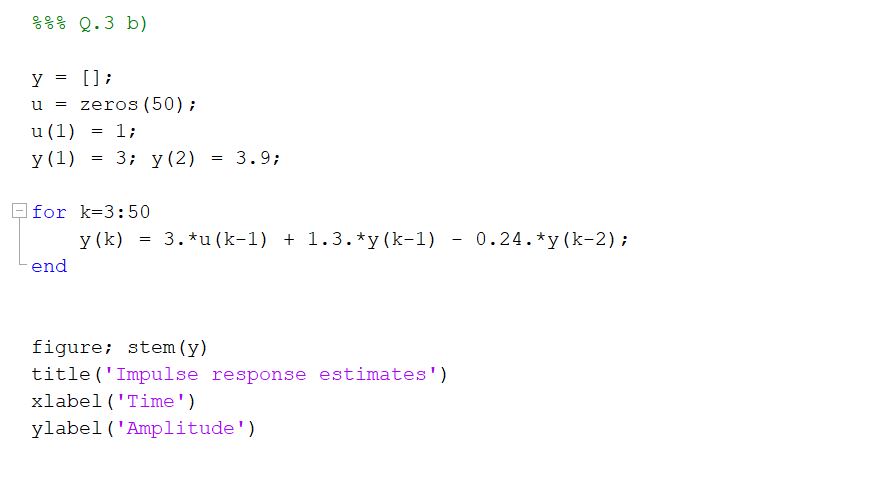 %%% Q.3 b)
y = [];
u = zeros(50);
u(1) = 1;
y(1) = 3; y(2) = 3.9;
for k=3:50
y(k) = 3.*u(k-1) + 1.3.*y(k-1) - 0.24.*y(k-2);
end
figure; stem(y)
title('Impulse response estimates')
xlabel('Time')
ylabel('Amplitude')